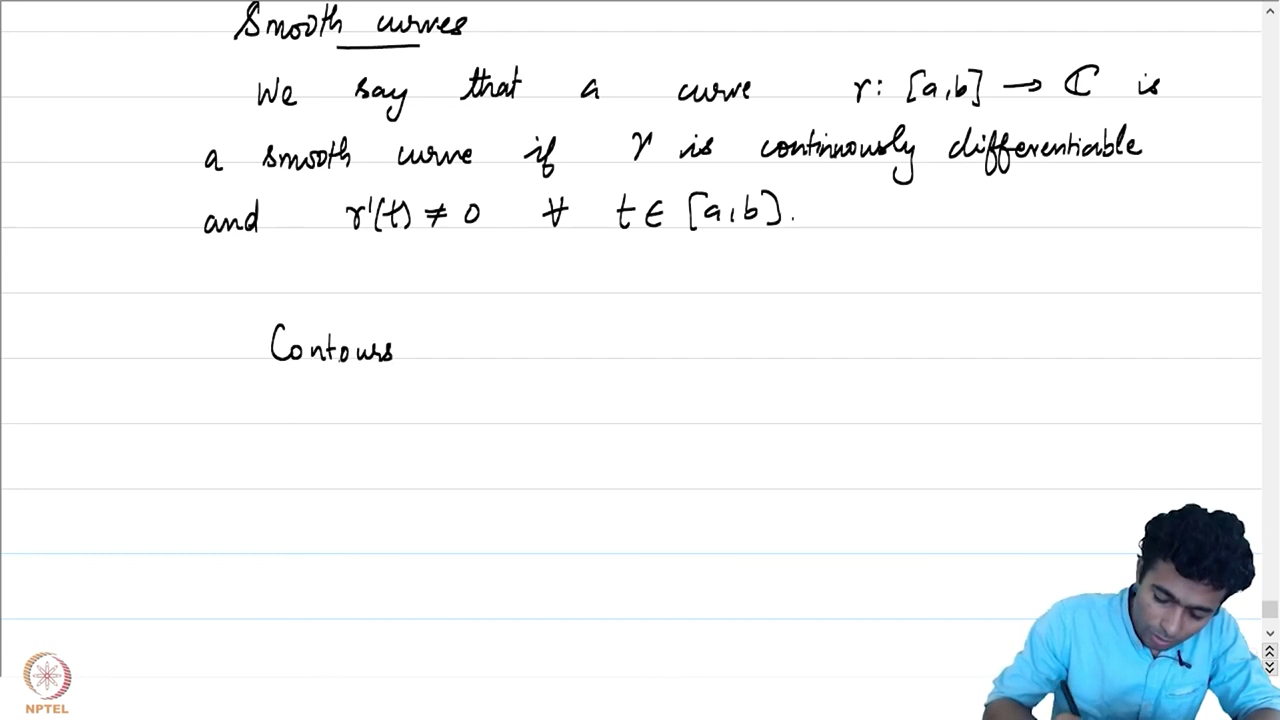 Smooth curves
We say that a curve γ: [a,b] → ℂ is
a smooth curve if γ is continuously differentiable
and γ'(t) ≠ 0 ∀ t ∈ [a,b].
Contours
NPTEL